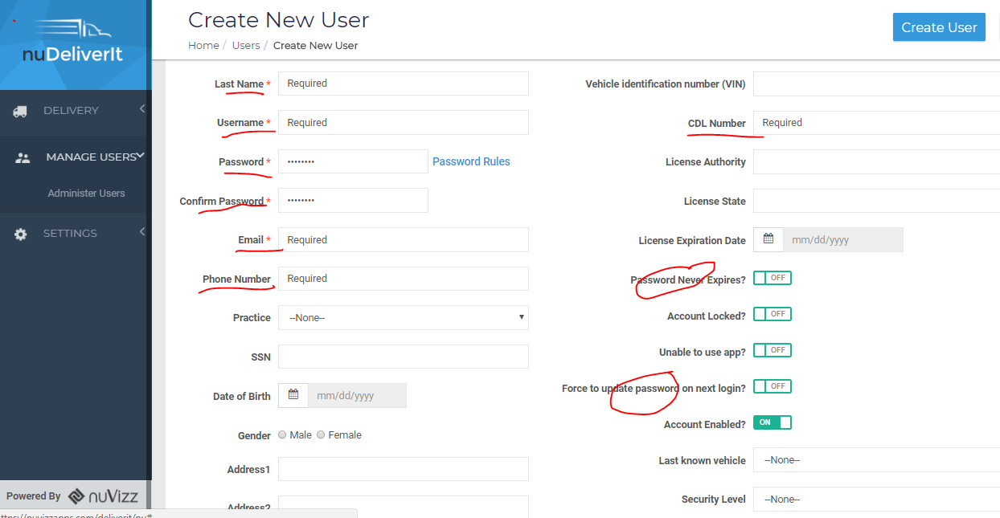 Create New User
Home / Users / Create New User
Create User
nuDeliverIt
DELIVERY
MANAGE USERS
Administer Users
SETTINGS
Powered By nuVizz
Last Name * Required
Username * Required
Password * •••••••• Password Rules
Confirm Password * ••••••••
Email * Required
Phone Number Required
Practice --None--
SSN
Date of Birth mm/dd/yyyy
Gender Male Female
Address1
Address2
Vehicle identification number (VIN)
CDL Number Required
License Authority
License State
License Expiration Date mm/dd/yyyy
Password Never Expires? OFF
Account Locked? OFF
Unable to use app? OFF
Force to update password on next login? OFF
Account Enabled? ON
Last known vehicle --None--
Security Level --None--